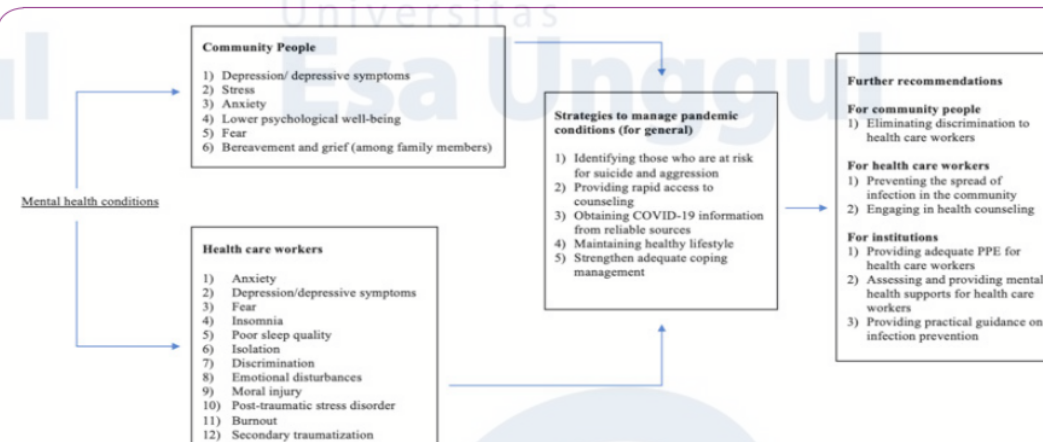 Universitas
Esa Unggul
ul
Mental health conditions
Community People
1) Depression/ depressive symptoms
2) Stress
3) Anxiety
4) Lower psychological well-being
5) Fear
6) Bereavement and grief (among family members)
Health care workers
1) Anxiety
2) Depression/depressive symptoms
3) Fear
4) Insomnia
5) Poor sleep quality
6) Isolation
7) Discrimination
8) Emotional disturbances
9) Moral injury
10) Post-traumatic stress disorder
11) Burnout
12) Secondary traumatization
Strategies to manage pandemic
conditions (for general)
1) Identifying those who are at risk
for suicide and aggression
2) Providing rapid access to
counseling
3) Obtaining COVID-19 information
from reliable sources
4) Maintaining healthy lifestyle
5) Strengthen adequate coping
management
Further recommendations
For community people
1) Eliminating discrimination to
health care workers
For health care workers
1) Preventing the spread of
infection in the community
2) Engaging in health counseling
For institutions
1) Providing adequate PPE for
health care workers
2) Assessing and providing mental
health supports for health care
workers
3) Providing practical guidance on
infection prevention